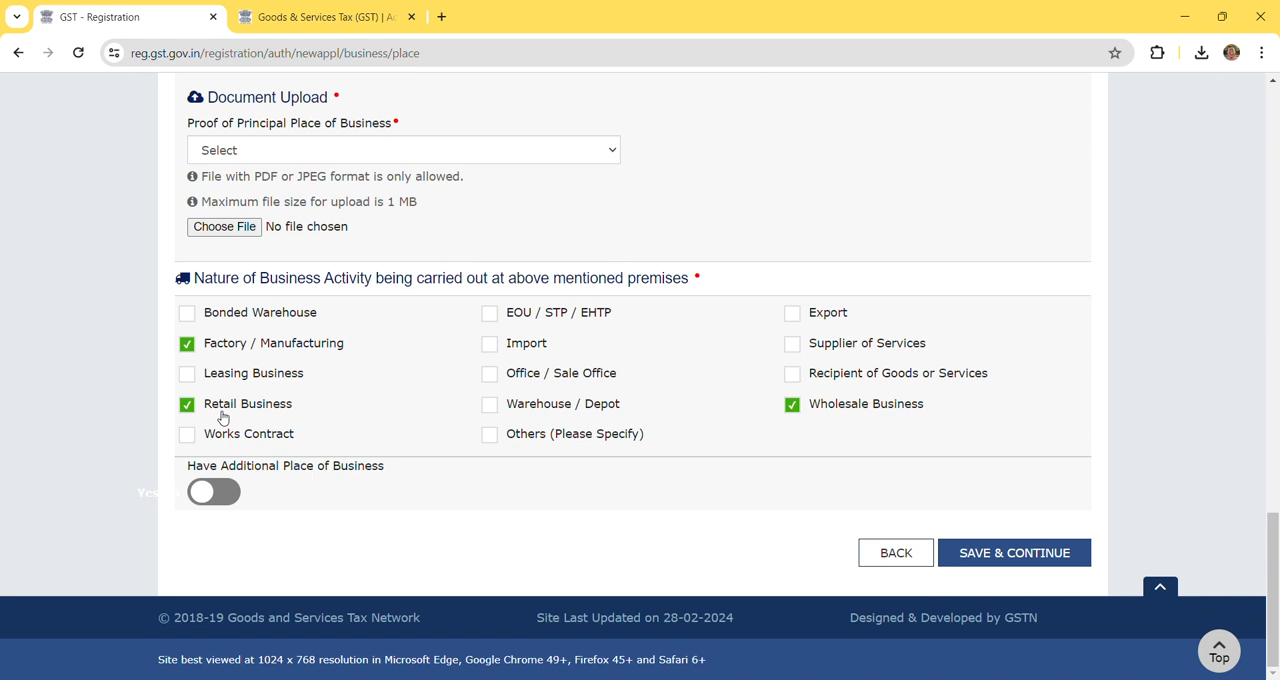 GST - Registration
Goods & Services Tax (GST) | Ac
reg.gst.gov.in/registration/auth/newappl/business/place
Document Upload •
Proof of Principal Place of Business•
Select
File with PDF or JPEG format is only allowed.
Maximum file size for upload is 1 MB
Choose File No file chosen
Nature of Business Activity being carried out at above mentioned premises •
Bonded Warehouse EOU / STP / EHTP Export
Factory / Manufacturing Import Supplier of Services
Leasing Business Office / Sale Office Recipient of Goods or Services
Retail Business Warehouse / Depot Wholesale Business
Works Contract Others (Please Specify)
Have Additional Place of Business
Yes
BACK SAVE & CONTINUE
© 2018-19 Goods and Services Tax Network Site Last Updated on 28-02-2024 Designed & Developed by GSTN
Site best viewed at 1024 x 768 resolution in Microsoft Edge, Google Chrome 49+, Firefox 45+ and Safari 6+
Top